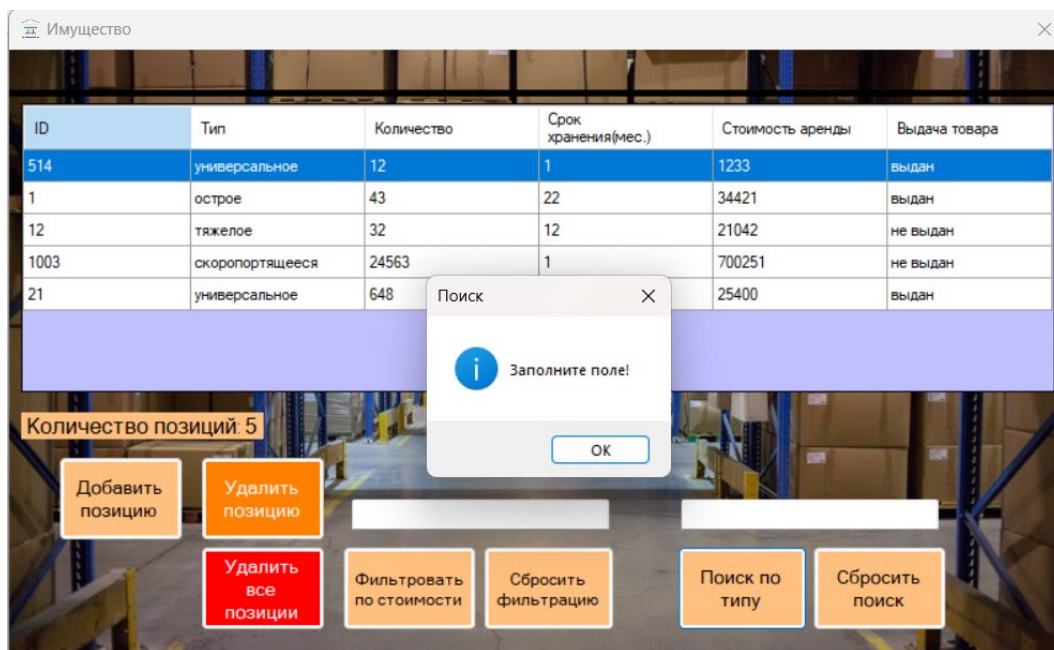 Имущество
ID Тип Количество Срок хранения(мес.) Стоимость аренды Выдача товара
514 универсальное 12 1 1233 выдан
1 острое 43 22 34421 выдан
12 тяжелое 32 12 21042 не выдан
1003 скоропортящееся 24563 1 700251 не выдан
21 универсальное 648 25400 выдан
Поиск
Заполните поле!
OK
Количество позиций: 5
Добавить
позицию
Удалить
позицию
Удалить
все
позиции
Фильтровать
по стоимости
Сбросить
фильтрацию
Поиск по
типу
Сбросить
поиск